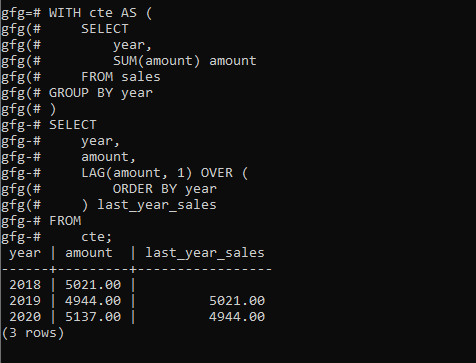 gfg=# WITH cte AS (
gfg(#     SELECT
gfg(#         year,
gfg(#         SUM(amount) amount
gfg(#     FROM sales
gfg(# GROUP BY year
gfg(# )
gfg-# SELECT
gfg-#     year,
gfg-#     amount,
gfg-#     LAG(amount, 1) OVER (
gfg(#         ORDER BY year
gfg(#     ) last_year_sales
gfg-# FROM
gfg-#     cte;
 year | amount  | last_year_sales
------+---------+-----------------
 2018 | 5021.00 |
 2019 | 4944.00 |         5021.00
 2020 | 5137.00 |         4944.00
(3 rows)